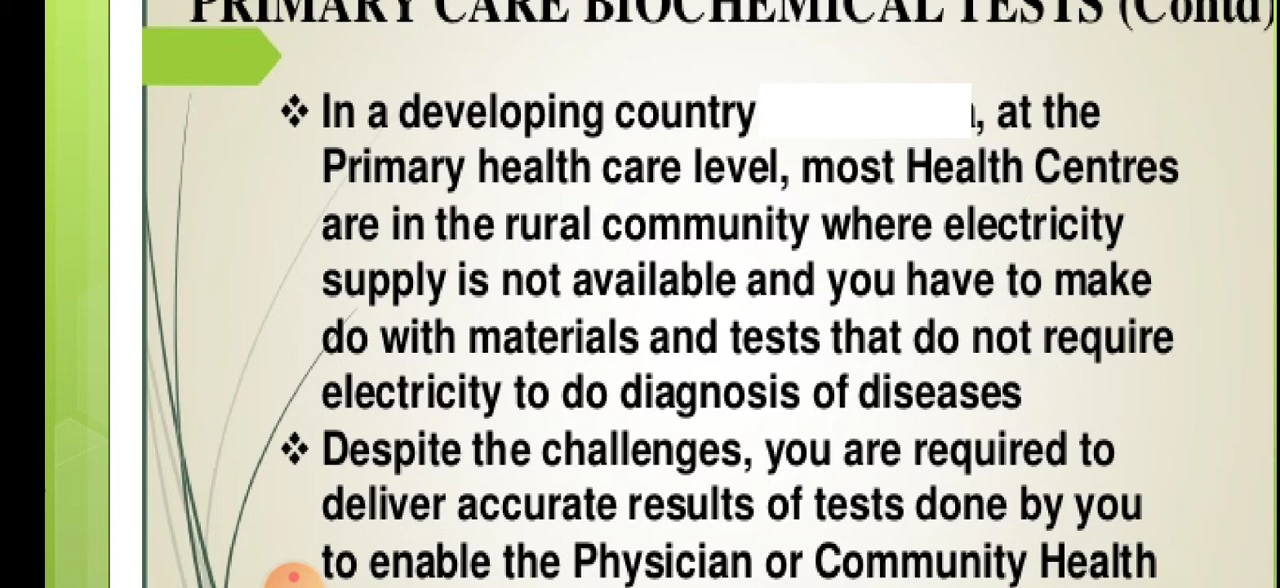 PRIMARY CARE BIOCHEMICAL TESTS (Contd)
❖ In a developing country , at the
Primary health care level, most Health Centres
are in the rural community where electricity
supply is not available and you have to make
do with materials and tests that do not require
electricity to do diagnosis of diseases
❖ Despite the challenges, you are required to
deliver accurate results of tests done by you
to enable the Physician or Community Health